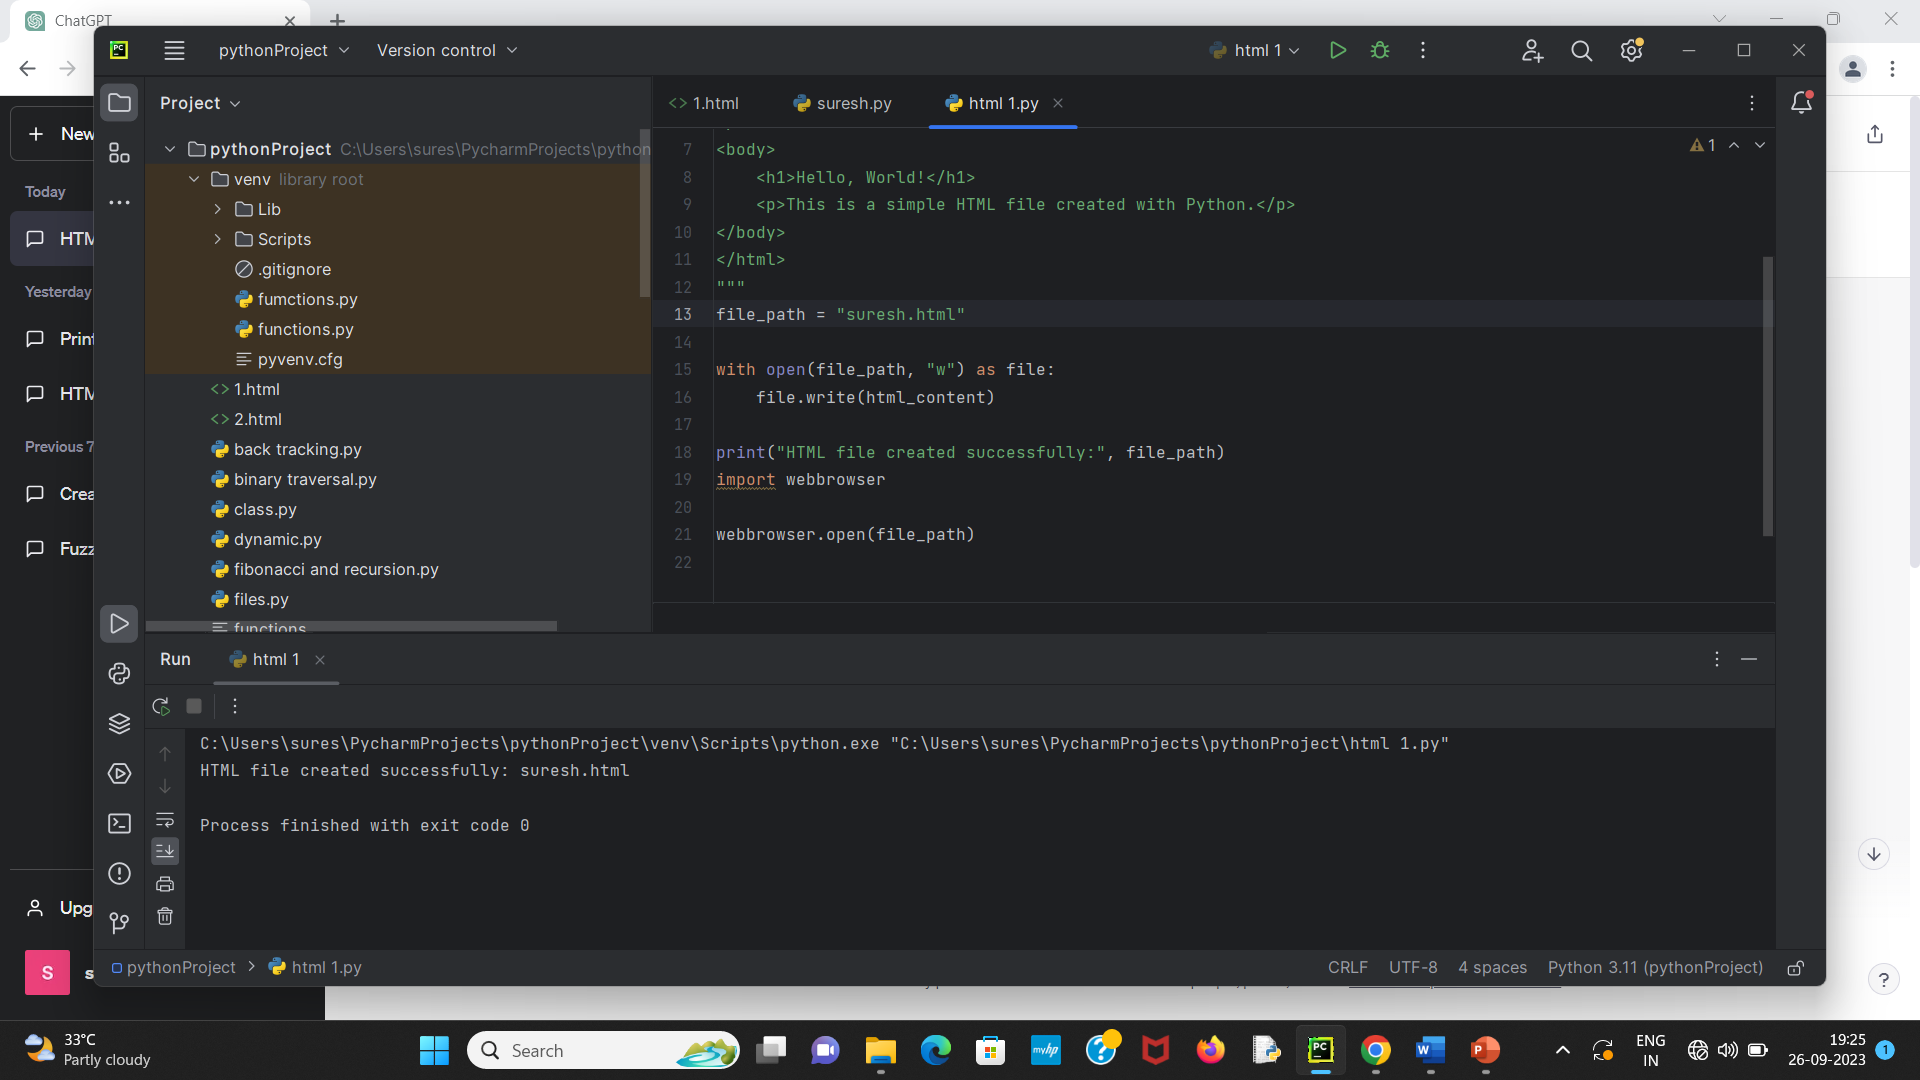 ChatGPT
PC
pythonProject
Version control
html 1
New
Today
HTM
Yesterday
Print
HTM
Previous 7
Crea
Fuzz
Upg
S
s
Project
pythonProject C:\Users\sures\PycharmProjects\python
venv library root
Lib
Scripts
.gitignore
fumctions.py
functions.py
pyvenv.cfg
1.html
2.html
back tracking.py
binary traversal.py
class.py
dynamic.py
fibonacci and recursion.py
files.py
functions
1.html
suresh.py
html 1.py
1
7 <body>
8 <h1>Hello, World!</h1>
9 <p>This is a simple HTML file created with Python.</p>
10 </body>
11 </html>
12 """
13 file_path = "suresh.html"
14
15 with open(file_path, "w") as file:
16 file.write(html_content)
17
18 print("HTML file created successfully:", file_path)
19 import webbrowser
20
21 webbrowser.open(file_path)
22
Run
html 1
C:\Users\sures\PycharmProjects\pythonProject\venv\Scripts\python.exe "C:\Users\sures\PycharmProjects\pythonProject\html 1.py"
HTML file created successfully: suresh.html
Process finished with exit code 0
pythonProject > html 1.py
CRLF UTF-8 4 spaces Python 3.11 (pythonProject)
?
33°C
Partly cloudy
Search
myhp
?
PC
W
P
ENG
IN
19:25
26-09-2023
1